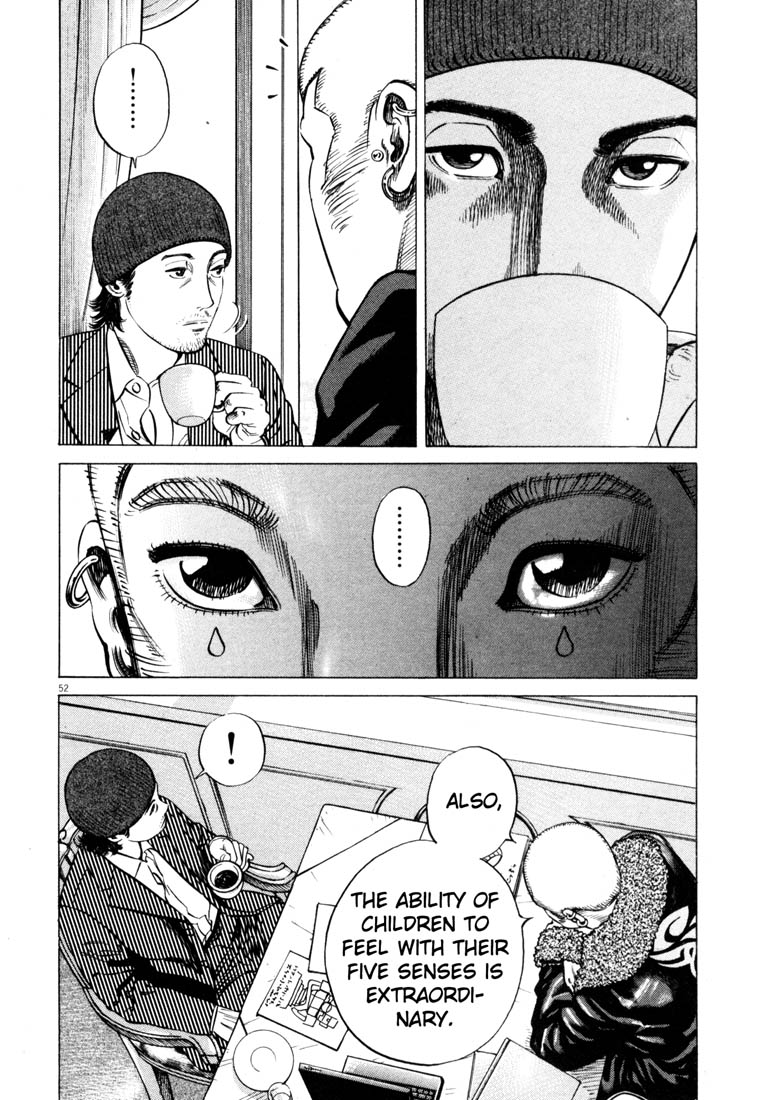 !........
........
52
!
ALSO,
THE ABILITY OF
CHILDREN TO
FEEL WITH THEIR
FIVE SENSES IS
EXTRAORDI-
NARY.